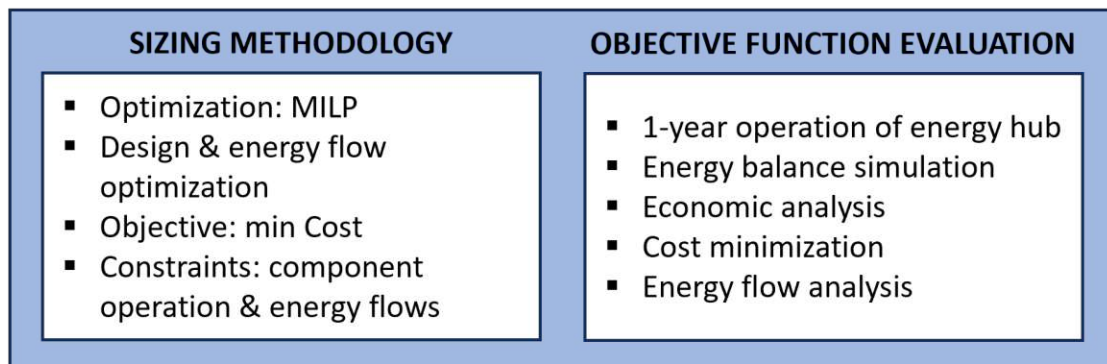 SIZING METHODOLOGY
▪ Optimization: MILP
▪ Design & energy flow
optimization
▪ Objective: min Cost
▪ Constraints: component
operation & energy flows
OBJECTIVE FUNCTION EVALUATION
▪ 1-year operation of energy hub
▪ Energy balance simulation
▪ Economic analysis
▪ Cost minimization
▪ Energy flow analysis